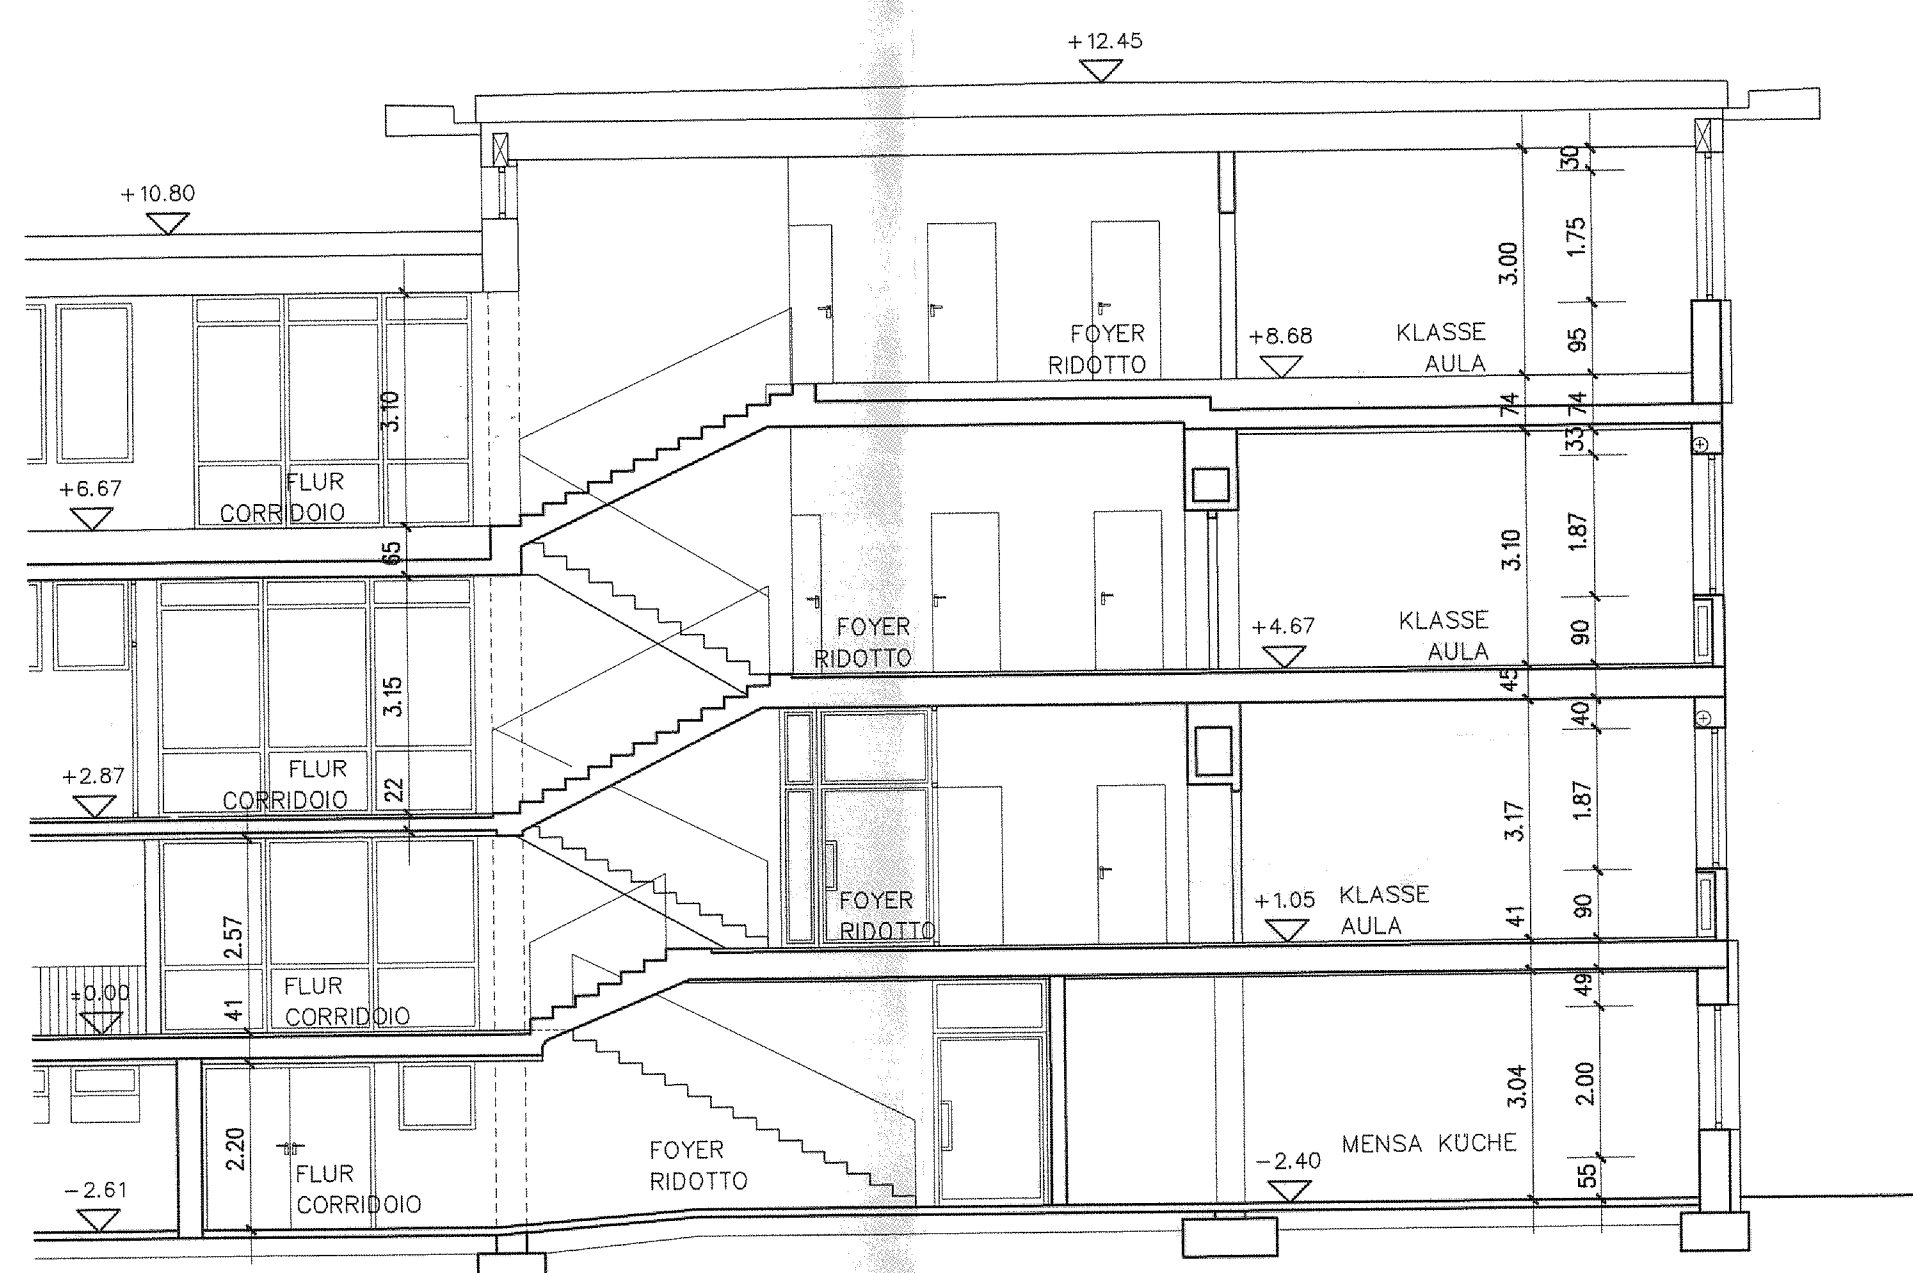 +12.45
+10.80
30
1.75
3.00
95
FOYER
RIDOTTO
+8.68
KLASSE
AULA
3.10
FLUR
CORRIDOIO
+6.67
65
74
74
33
1.87
3.10
90
FOYER
RIDOTTO
+4.67
KLASSE
AULA
45
40
3.15
FLUR
CORRIDOIO
22
+2.87
1.87
3.17
90
FOYER
RIDOTTO
+1.05
KLASSE
AULA
41
49
2.57
FLUR
CORRIDOIO
±0.00
41
2.00
3.04
MENSA KÜCHE
55
FOYER
RIDOTTO
-2.40
2.20
FLUR
CORRIDOIO
-2.61